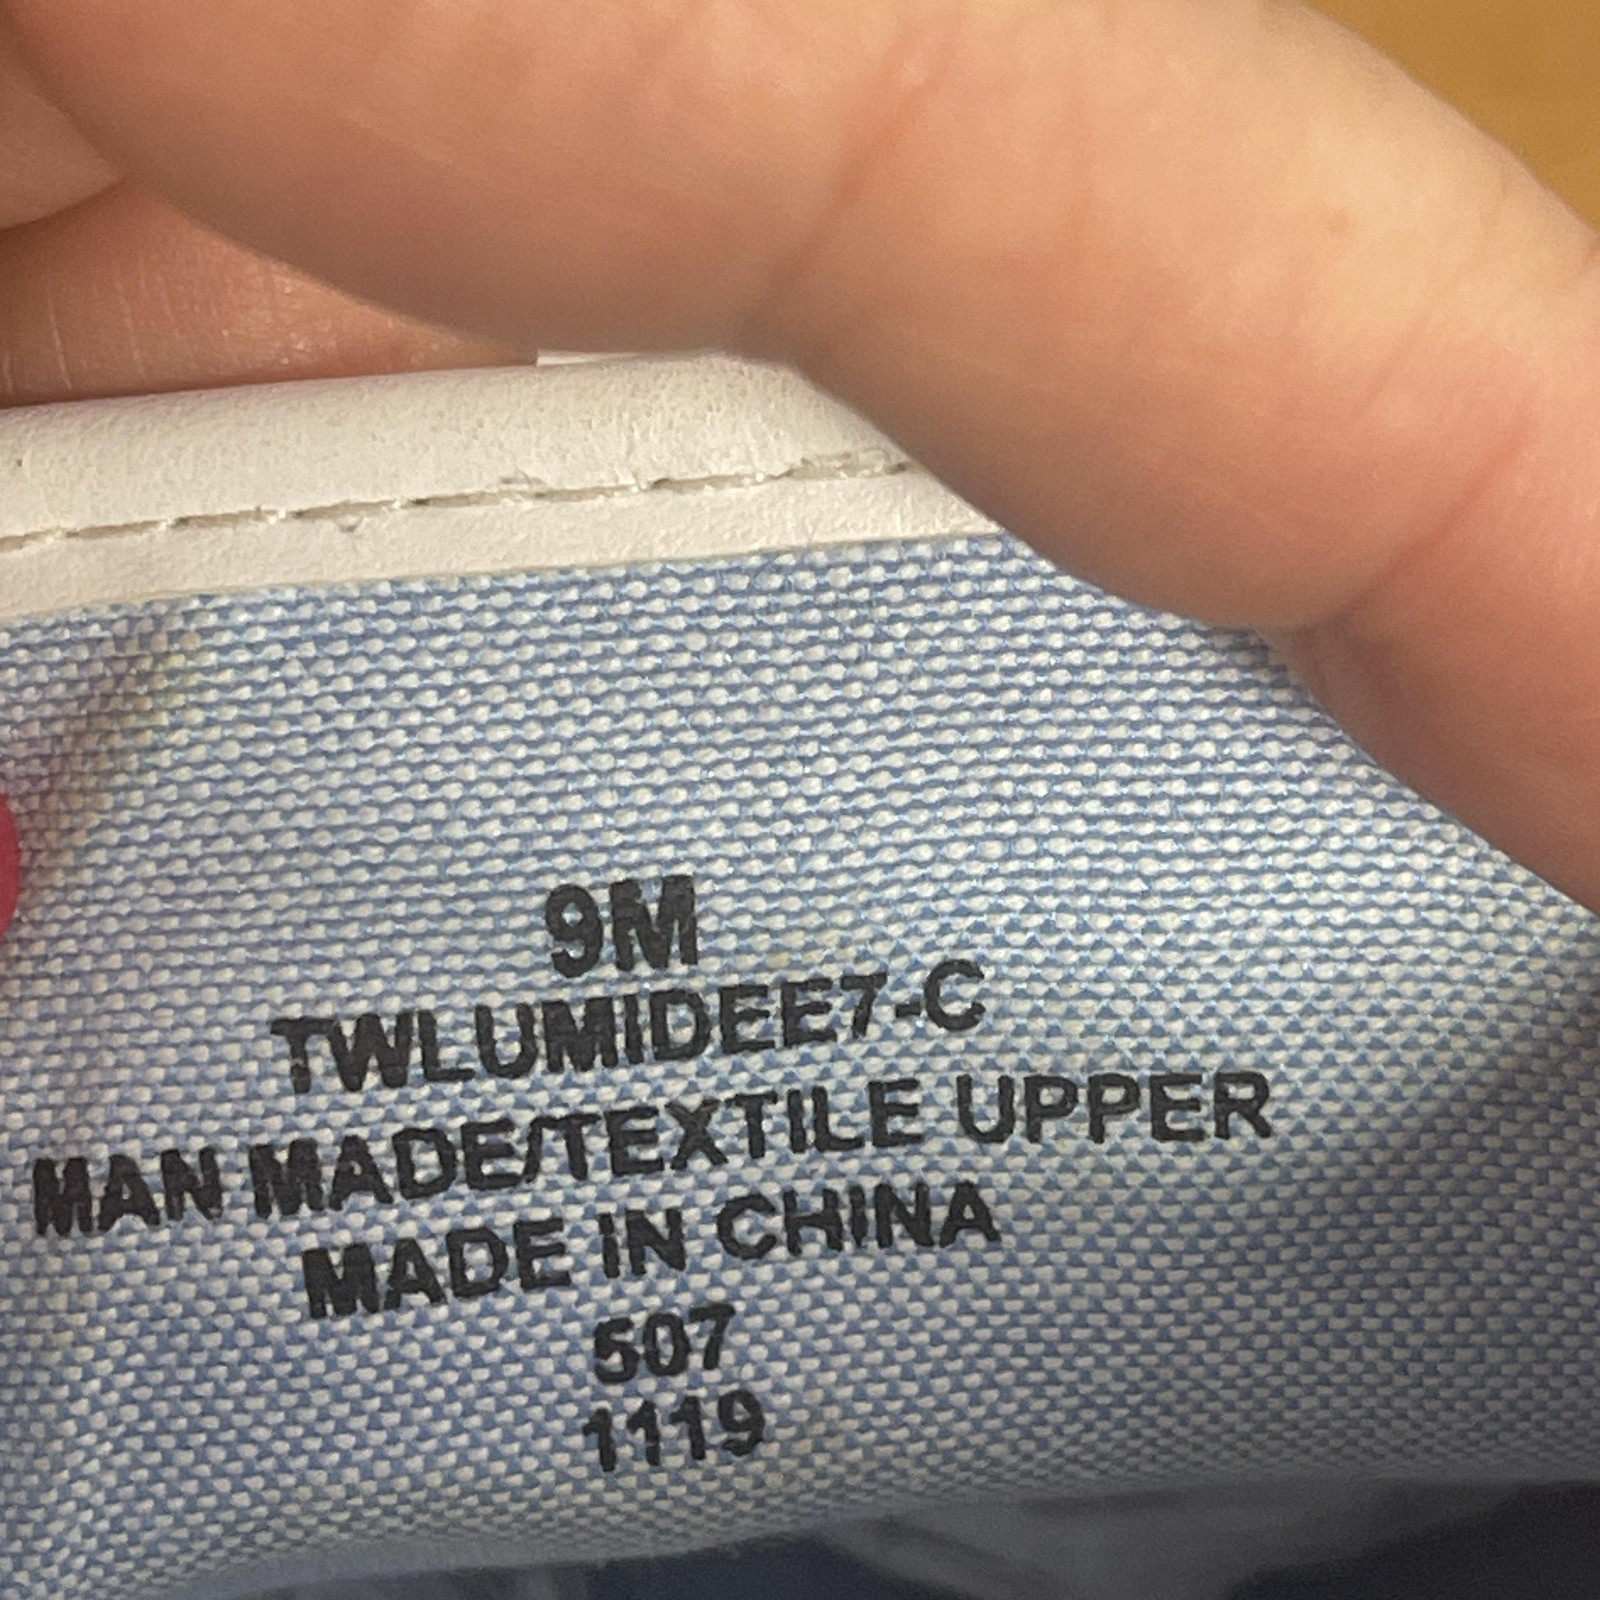 9M
TWLUMIDEE7-C
MAN MADE/TEXTILE UPPER
MADE IN CHINA
507
1119